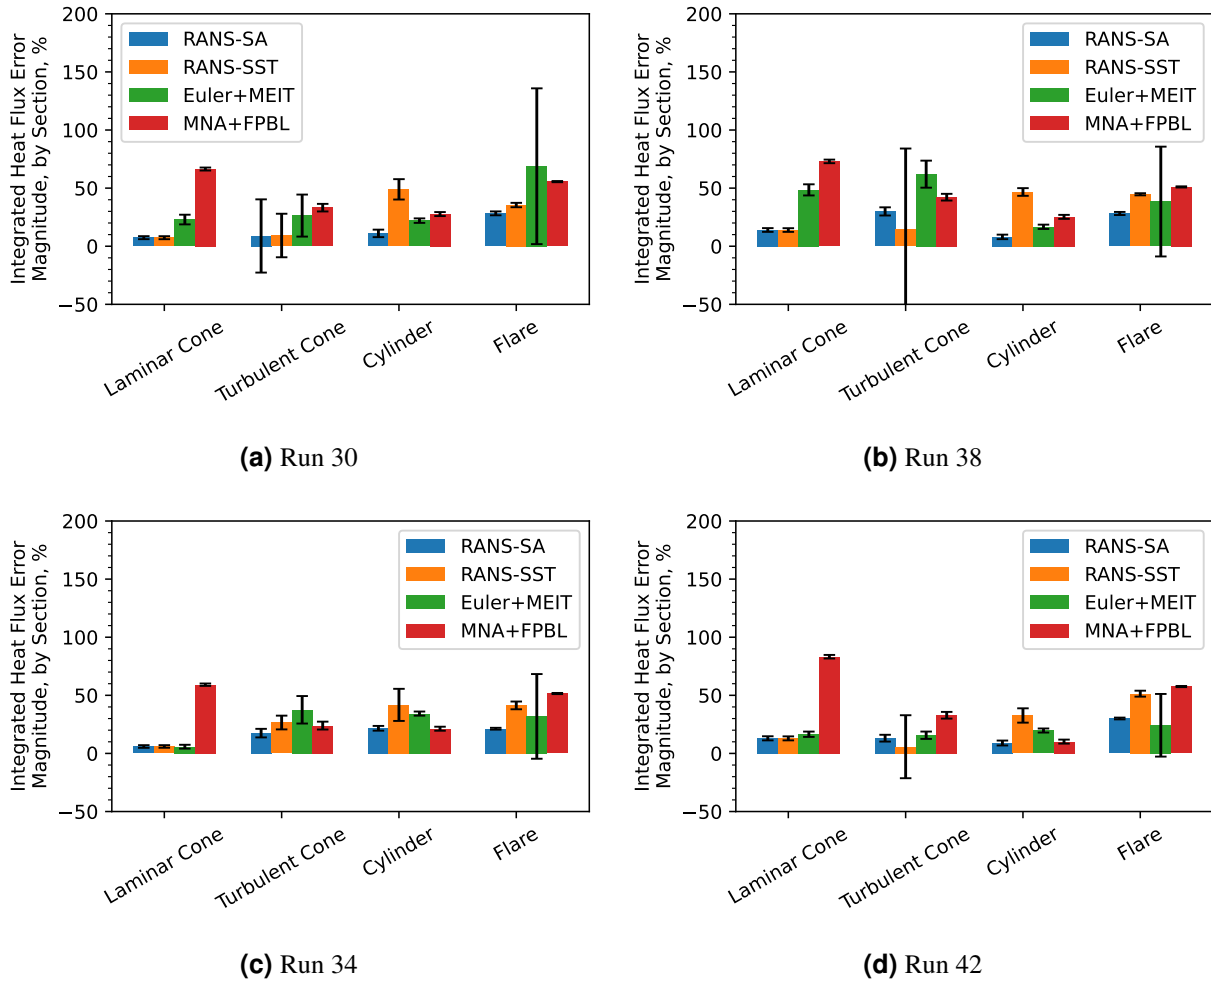 Integrated Heat Flux Error
Magnitude, by Section, %
200
150
100
50
0
−50
RANS-SA
RANS-SST
Euler+MEIT
MNA+FPBL
Laminar Cone
Turbulent Cone
Cylinder
Flare
(a) Run 30
Integrated Heat Flux Error
Magnitude, by Section, %
200
150
100
50
0
−50
RANS-SA
RANS-SST
Euler+MEIT
MNA+FPBL
Laminar Cone
Turbulent Cone
Cylinder
Flare
(b) Run 38
Integrated Heat Flux Error
Magnitude, by Section, %
200
150
100
50
0
−50
RANS-SA
RANS-SST
Euler+MEIT
MNA+FPBL
Laminar Cone
Turbulent Cone
Cylinder
Flare
(c) Run 34
Integrated Heat Flux Error
Magnitude, by Section, %
200
150
100
50
0
−50
RANS-SA
RANS-SST
Euler+MEIT
MNA+FPBL
Laminar Cone
Turbulent Cone
Cylinder
Flare
(d) Run 42